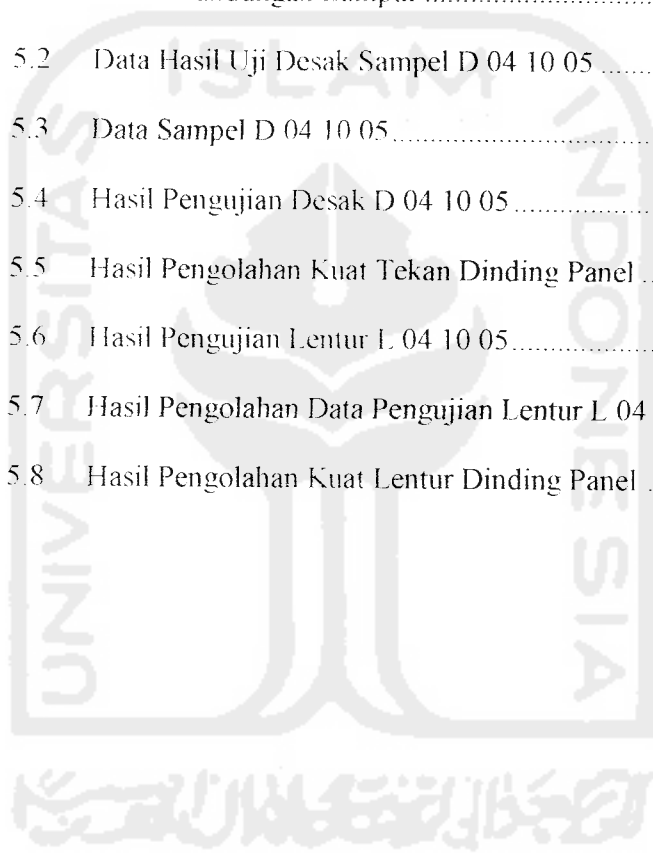 5.2 Data Hasil Uji Desak Sampel D 04 10 05 .......
5.3 Data Sampel D 04 10 05..............................
5.4 Hasil Pengujian Desak D 04 10 05 ................
5.5 Hasil Pengolahan Kuat Tekan Dinding Panel ..
5.6 Hasil Pengujian Lentur L 04 10 05.................
5.7 Hasil Pengolahan Data Pengujian Lentur L 04
5.8 Hasil Pengolahan Kuat Lentur Dinding Panel .
ISLAM
UNIVERSITAS
INDONESIA